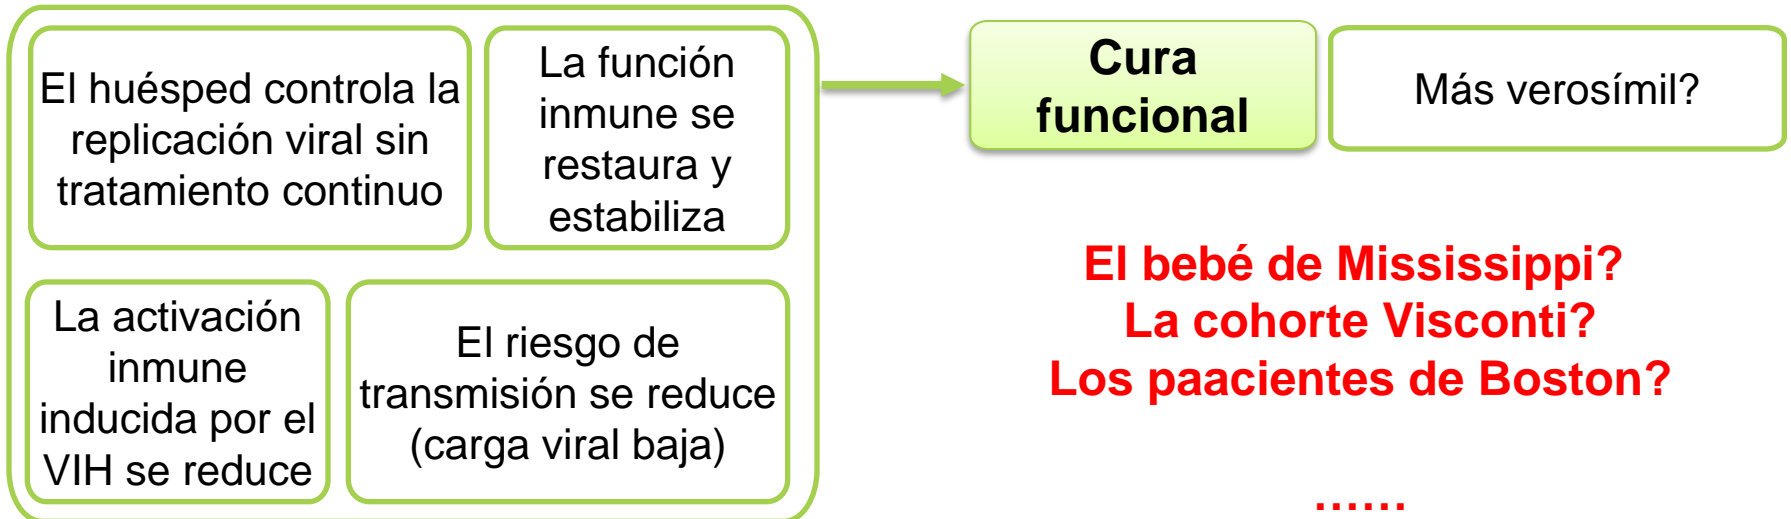 El huésped controla la
replicación viral sin
tratamiento continuo
La función
inmune se
restaura y
estabiliza
La activación
inmune
inducida por el
VIH se reduce
El riesgo de
transmisión se reduce
(carga viral baja)
Cura
funcional
Más verosímil?
El bebé de Mississippi?
La cohorte Visconti?
Los paacientes de Boston?
......